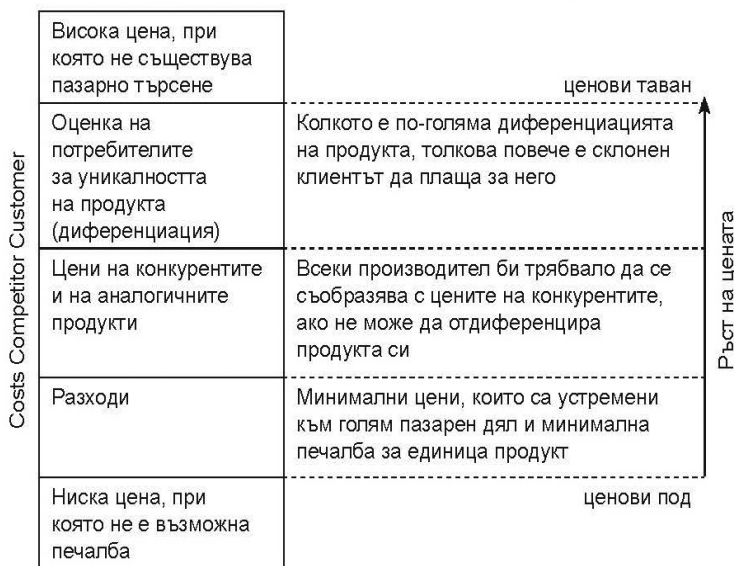 Висока цена, при
която не съществува
пазарно търсене
ценови таван
Оценка на
потребителите
за уникалността
на продукта
(диференциация)
Колкото е по-голяма диференциацията
на продукта, толкова повече е склонен
клиентът да плаща за него
Цени на конкурентите
и на аналогичните
продукти
Всеки производител би трябвало да се
съобразява с цените на конкурентите,
ако не може да отдиференцира
продукта си
Разходи
Минимални цени, които са устремени
към голям пазарен дял и минимална
печалба за единица продукт
Ниска цена, при
която не е възможна
печалба
ценови под
Costs Competitor Customer
Ръст на цената